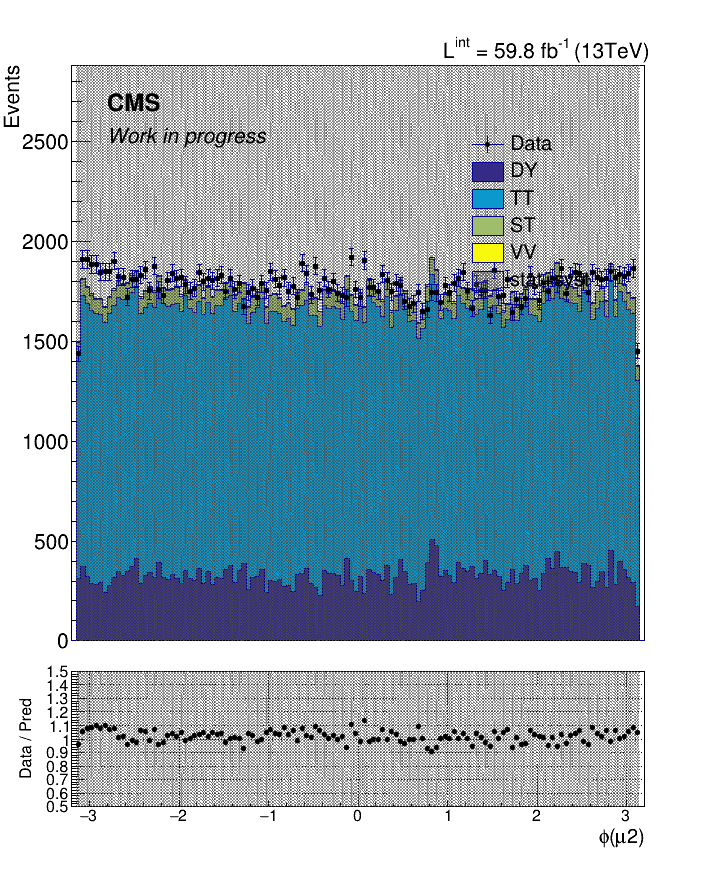 L^int = 59.8 fb^-1 (13TeV)
Events
CMS
Work in progress
Data
DY
TT
ST
VV
2500
2000
1500
1000
500
0
Data / Pred
1.5
1.4
1.3
1.2
1.1
1
0.9
0.8
0.7
0.6
0.5
−3 −2 −1 0 1 2 3
ϕ(μ2)